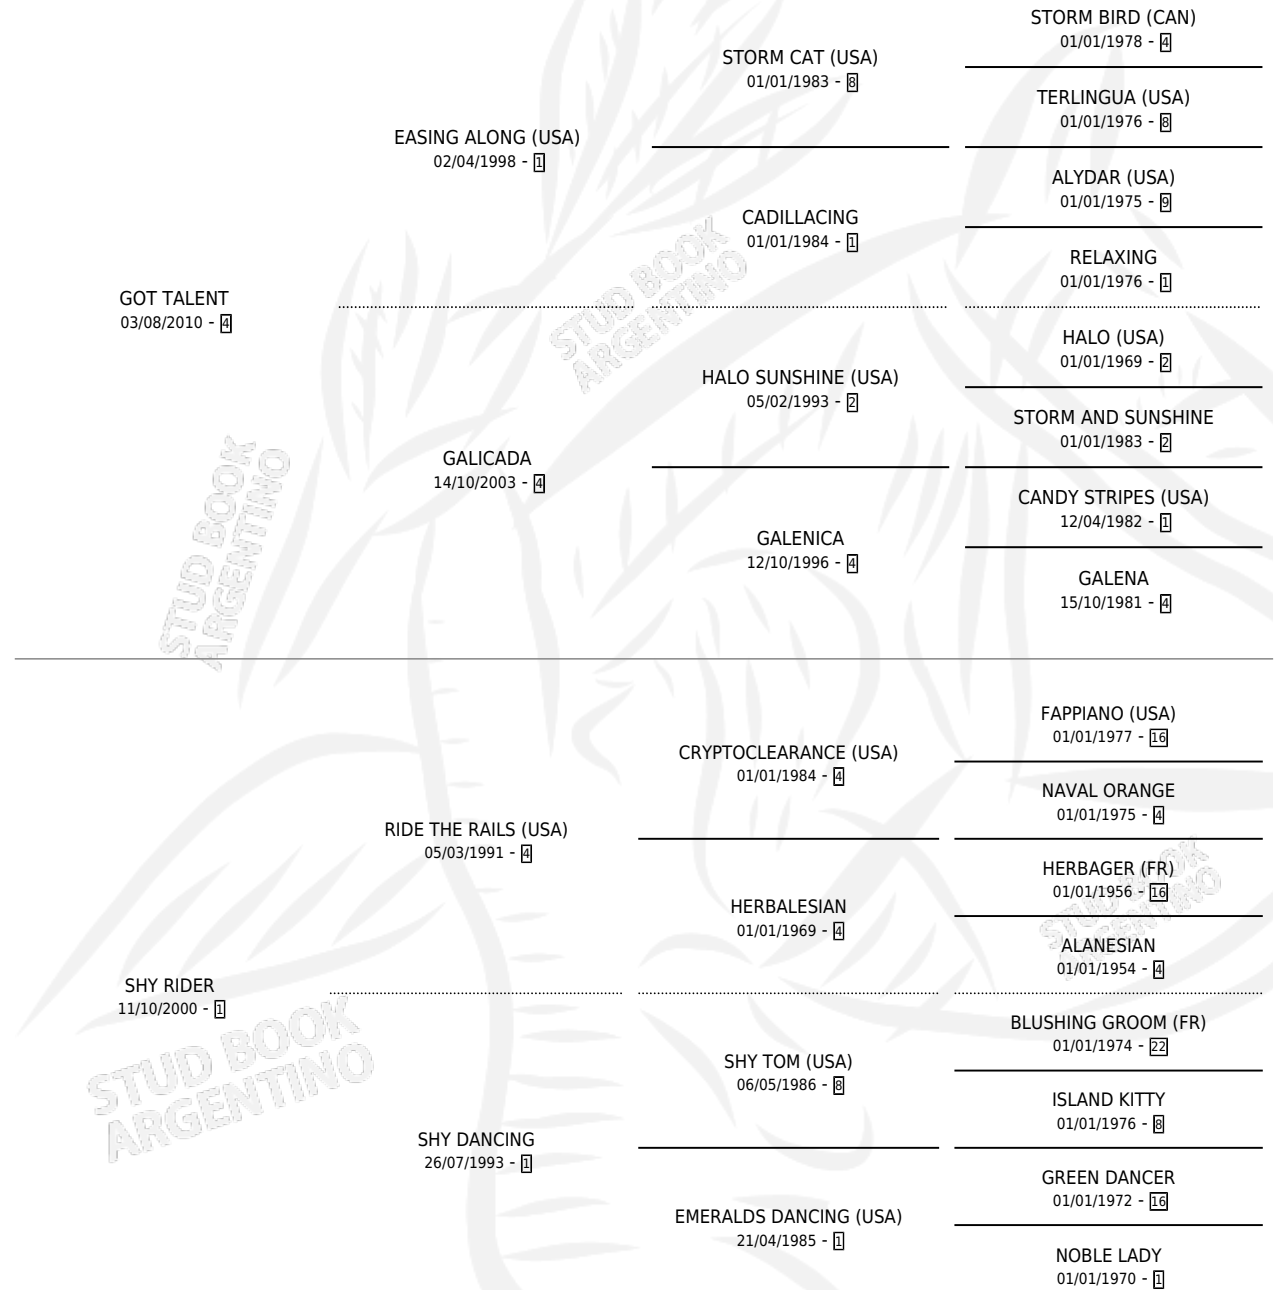 STORM BIRD (CAN)
01/01/1978 - 4
STORM CAT (USA)
01/01/1983 - 8
TERLINGUA (USA)
01/01/1976 - 8
EASING ALONG (USA)
02/04/1998 - 1
ALYDAR (USA)
01/01/1975 - 9
CADILLACING
01/01/1984 - 1
RELAXING
01/01/1976 - 1
GOT TALENT
03/08/2010 - 4
HALO (USA)
01/01/1969 - 2
HALO SUNSHINE (USA)
05/02/1993 - 2
STORM AND SUNSHINE
01/01/1983 - 2
GALICADA
14/10/2003 - 4
CANDY STRIPES (USA)
12/04/1982 - 1
GALENICA
12/10/1996 - 4
GALENA
15/10/1981 - 4
STUD BOOK
ARGENTINO
STUD BOOK
ARGENTINO
FAPPIANO (USA)
01/01/1977 - 16
CRYPTOCLEARANCE (USA)
01/01/1984 - 4
NAVAL ORANGE
01/01/1975 - 4
RIDE THE RAILS (USA)
05/03/1991 - 4
HERBAGER (FR)
01/01/1956 - 16
HERBALESIAN
01/01/1969 - 4
ALANESIAN
01/01/1954 - 4
SHY RIDER
11/10/2000 - 1
BLUSHING GROOM (FR)
01/01/1974 - 22
SHY TOM (USA)
06/05/1986 - 8
ISLAND KITTY
01/01/1976 - 8
SHY DANCING
26/07/1993 - 1
GREEN DANCER
01/01/1972 - 16
EMERALDS DANCING (USA)
21/04/1985 - 1
NOBLE LADY
01/01/1970 - 1
STUD BOOK
ARGENTINO
STUD BOOK
ARGENTINO